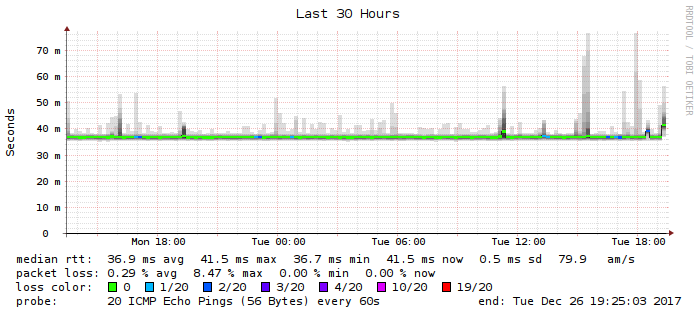 Last 30 Hours
RRDTOOL / TOBI OETIKER
Seconds
70 m
60 m
50 m
40 m
30 m
20 m
10 m
0
Mon 18:00 Tue 00:00 Tue 06:00 Tue 12:00 Tue 18:00
median rtt: 36.9 ms avg 41.5 ms max 36.7 ms min 41.5 ms now 0.5 ms sd 79.9 am/s
packet loss: 0.29 % avg 8.47 % max 0.00 % min 0.00 % now
loss color: 0 1/20 2/20 3/20 4/20 10/20 19/20
probe: 20 ICMP Echo Pings (56 Bytes) every 60s end: Tue Dec 26 19:25:03 2017